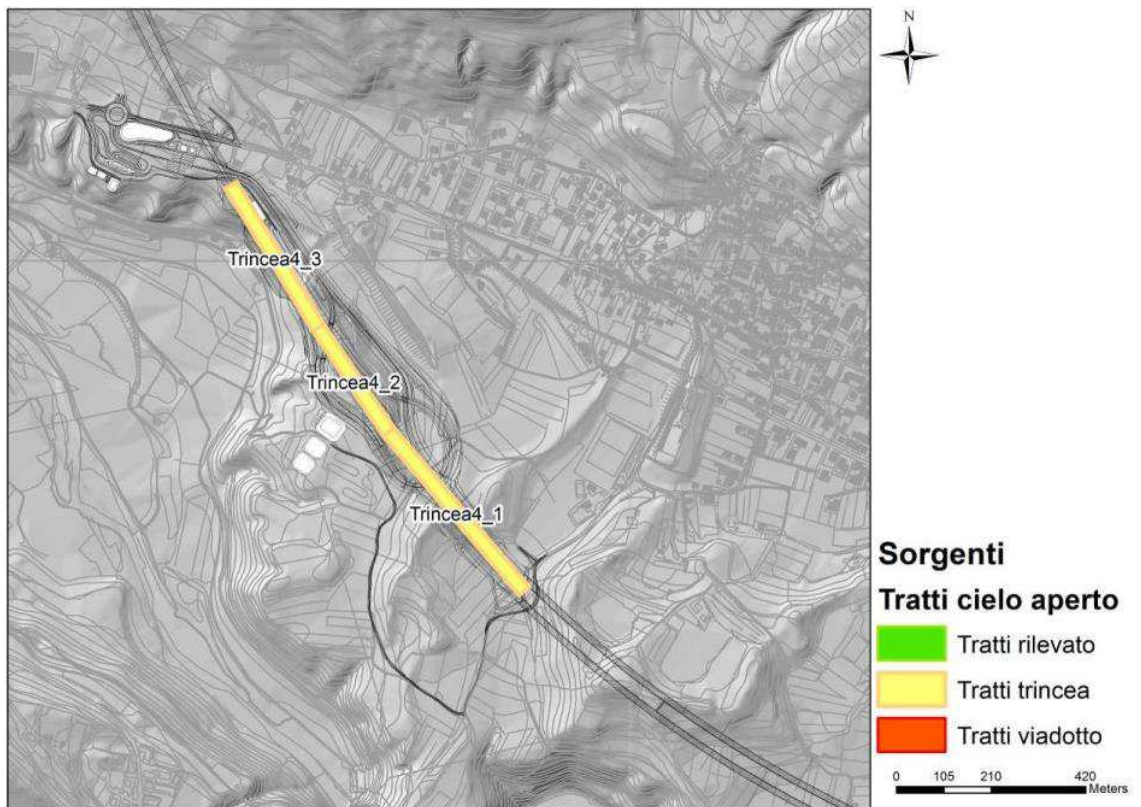 N
Trincea4_3
Trincea4_2
Trincea4_1
Sorgenti
Tratti cielo aperto
Tratti rilevato
Tratti trincea
Tratti viadotto
0 105 210 420
Meters